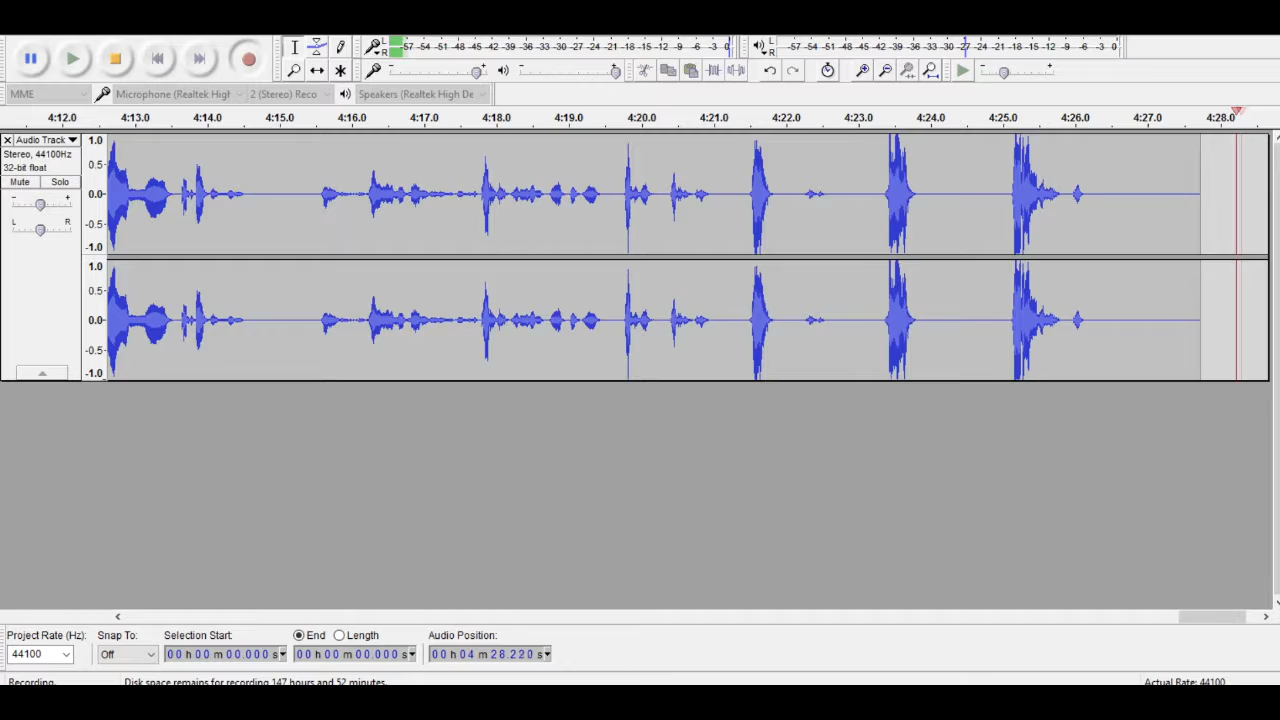 L
R
-57 -54 -51 -48 -45 -42 -39 -36 -33 -30 -27 -24 -21 -18 -15 -12 -9 -6 -3 0
L
R
-57 -54 -51 -48 -45 -42 -39 -36 -33 -30 -27 -24 -21 -18 -15 -12 -9 -6 -3 0
- +
- +
- +
MME
Microphone (Realtek High
2 (Stereo) Reco
Speakers (Realtek High De
4:12.0 4:13.0 4:14.0 4:15.0 4:16.0 4:17.0 4:18.0 4:19.0 4:20.0 4:21.0 4:22.0 4:23.0 4:24.0 4:25.0 4:26.0 4:27.0 4:28.0
Audio Track
Stereo, 44100Hz
32-bit float
Mute Solo
- +
L R
1.0
0.5
0.0
-0.5
-1.0
1.0
0.5
0.0
-0.5
-1.0
Project Rate (Hz): Snap To: Selection Start: End Length Audio Position:
44100 Off 00 h 00 m 00.000 s 00 h 00 m 00.000 s 00 h 04 m 28.220 s
Recording. Disk space remains for recording 147 hours and 52 minutes. Actual Rate: 44100